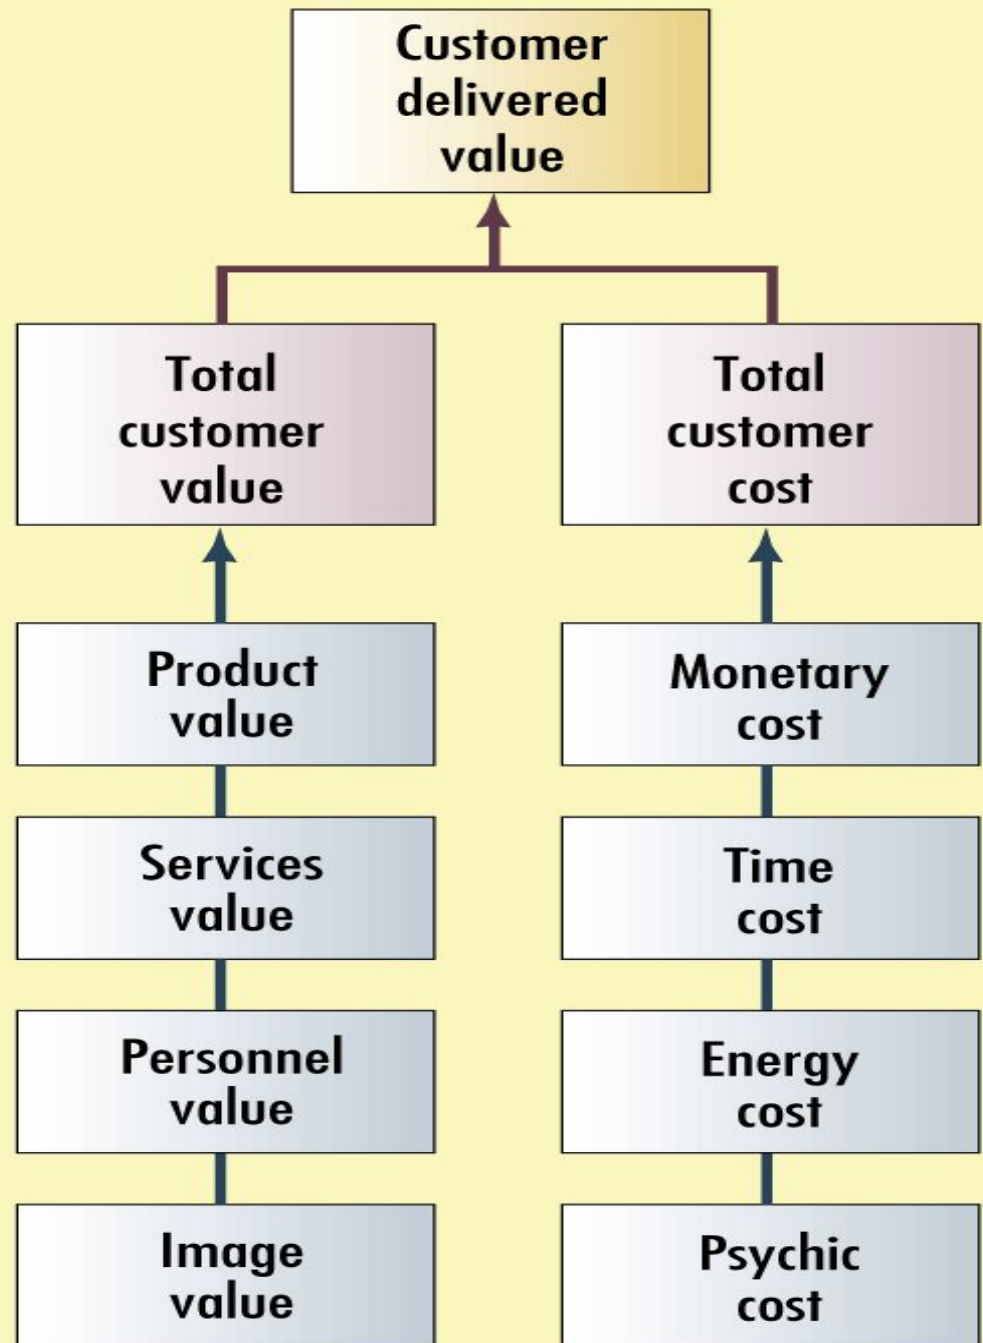 Customer
delivered
value
Total
customer
value
Total
customer
cost
Product
value
Monetary
cost
Services
value
Time
cost
Personnel
value
Energy
cost
Image
value
Psychic
cost